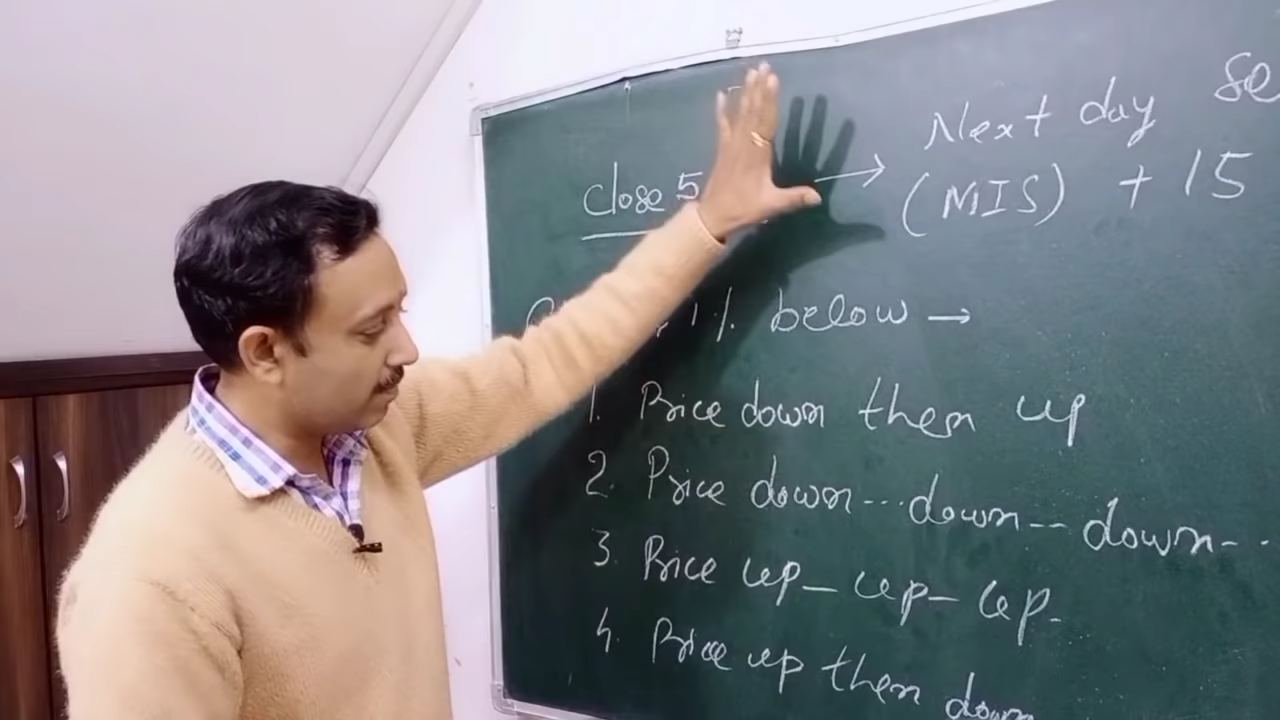 Close 5 → Next day Se
(MIS) + 15
1% below →
1. Price down then up
2. Price down... down-- down-..
3. Price up_ up_ up.
4. Price up then down